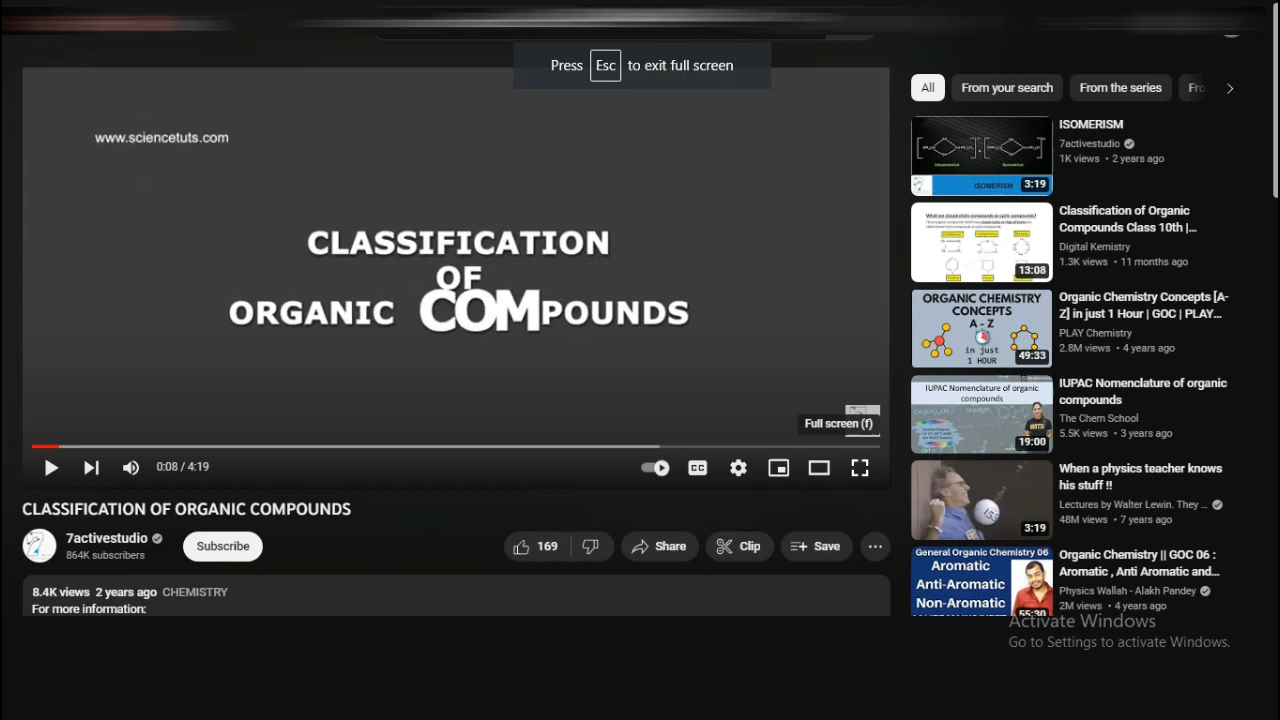 Press Esc to exit full screen
www.sciencetuts.com
CLASSIFICATION
OF
ORGANIC COMPOUNDS
Full screen (f)
0:08 / 4:19
CC
CLASSIFICATION OF ORGANIC COMPOUNDS
7activestudio
864K subscribers
Subscribe
169
Share
Clip
Save
8.4K views 2 years ago CHEMISTRY
For more information:
All
From your search
From the series
ISOMERISM
3:19
ISOMERISM
7activestudio
1K views • 2 years ago
What are closed chain compounds or cyclic compounds?
13:08
Classification of Organic
Compounds Class 10th |...
Digital Kemistry
1.3K views • 11 months ago
ORGANIC CHEMISTRY
CONCEPTS
A - Z
in just
1 HOUR
49:33
Organic Chemistry Concepts [A-
Z] in just 1 Hour | GOC | PLAY...
PLAY Chemistry
2.8M views • 4 years ago
IUPAC Nomenclature of organic
compounds
19:00
IUPAC Nomenclature of organic
compounds
The Chem School
5.5K views • 3 years ago
3:19
When a physics teacher knows
his stuff !!
Lectures by Walter Lewin. They ...
48M views • 7 years ago
General Organic Chemistry 06
Aromatic
Anti-Aromatic
Non-Aromatic
55:30
Organic Chemistry || GOC 06 :
Aromatic , Anti Aromatic and...
Physics Wallah - Alakh Pandey
2M views • 4 years ago
Activate Windows
Go to Settings to activate Windows.